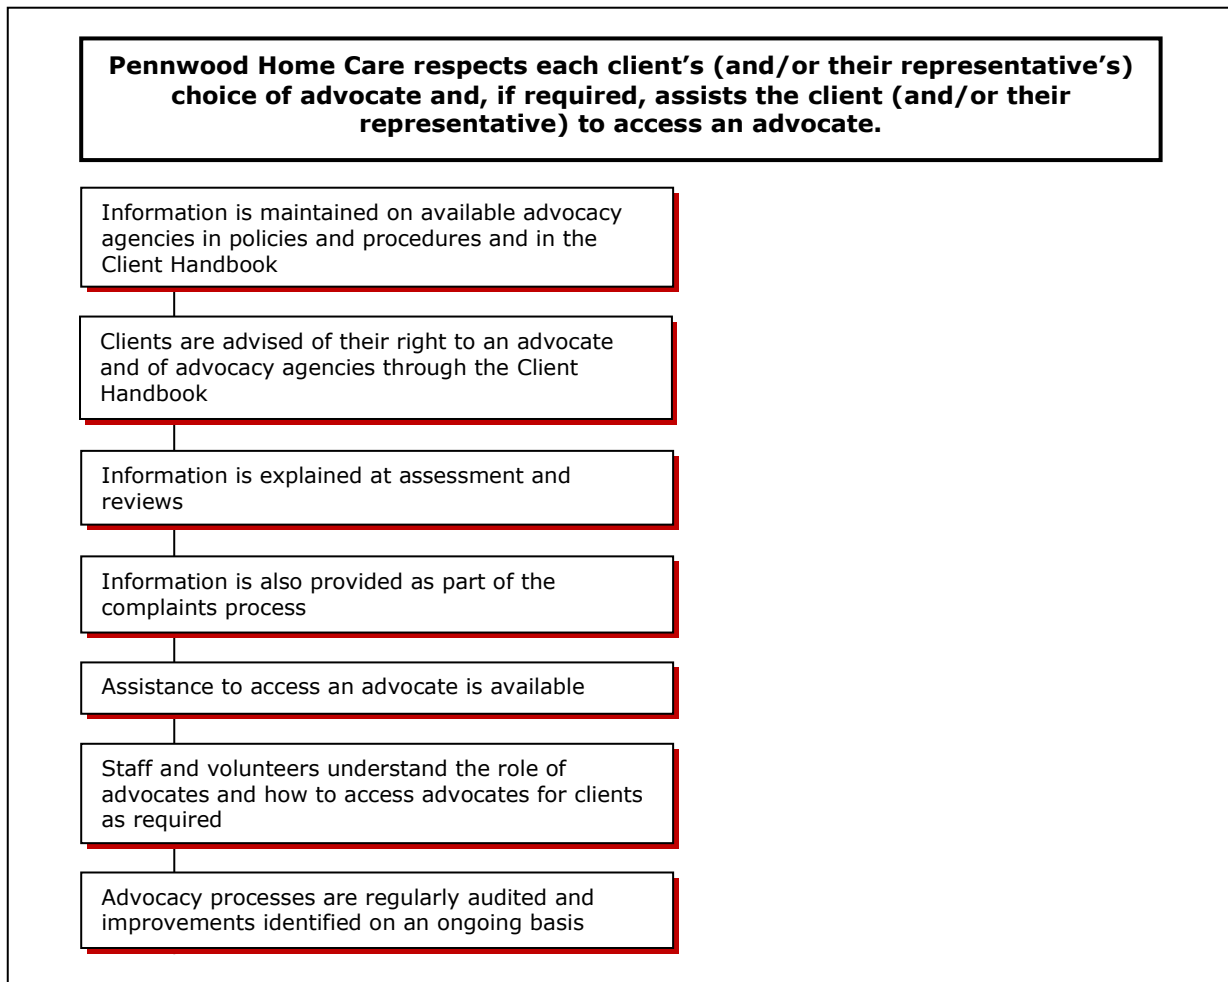 Pennwood Home Care respects each client’s (and/or their representative’s)
choice of advocate and, if required, assists the client (and/or their
representative) to access an advocate.
Information is maintained on available advocacy
agencies in policies and procedures and in the
Client Handbook
Clients are advised of their right to an advocate
and of advocacy agencies through the Client
Handbook
Information is explained at assessment and
reviews
Information is also provided as part of the
complaints process
Assistance to access an advocate is available
Staff and volunteers understand the role of
advocates and how to access advocates for clients
as required
Advocacy processes are regularly audited and
improvements identified on an ongoing basis